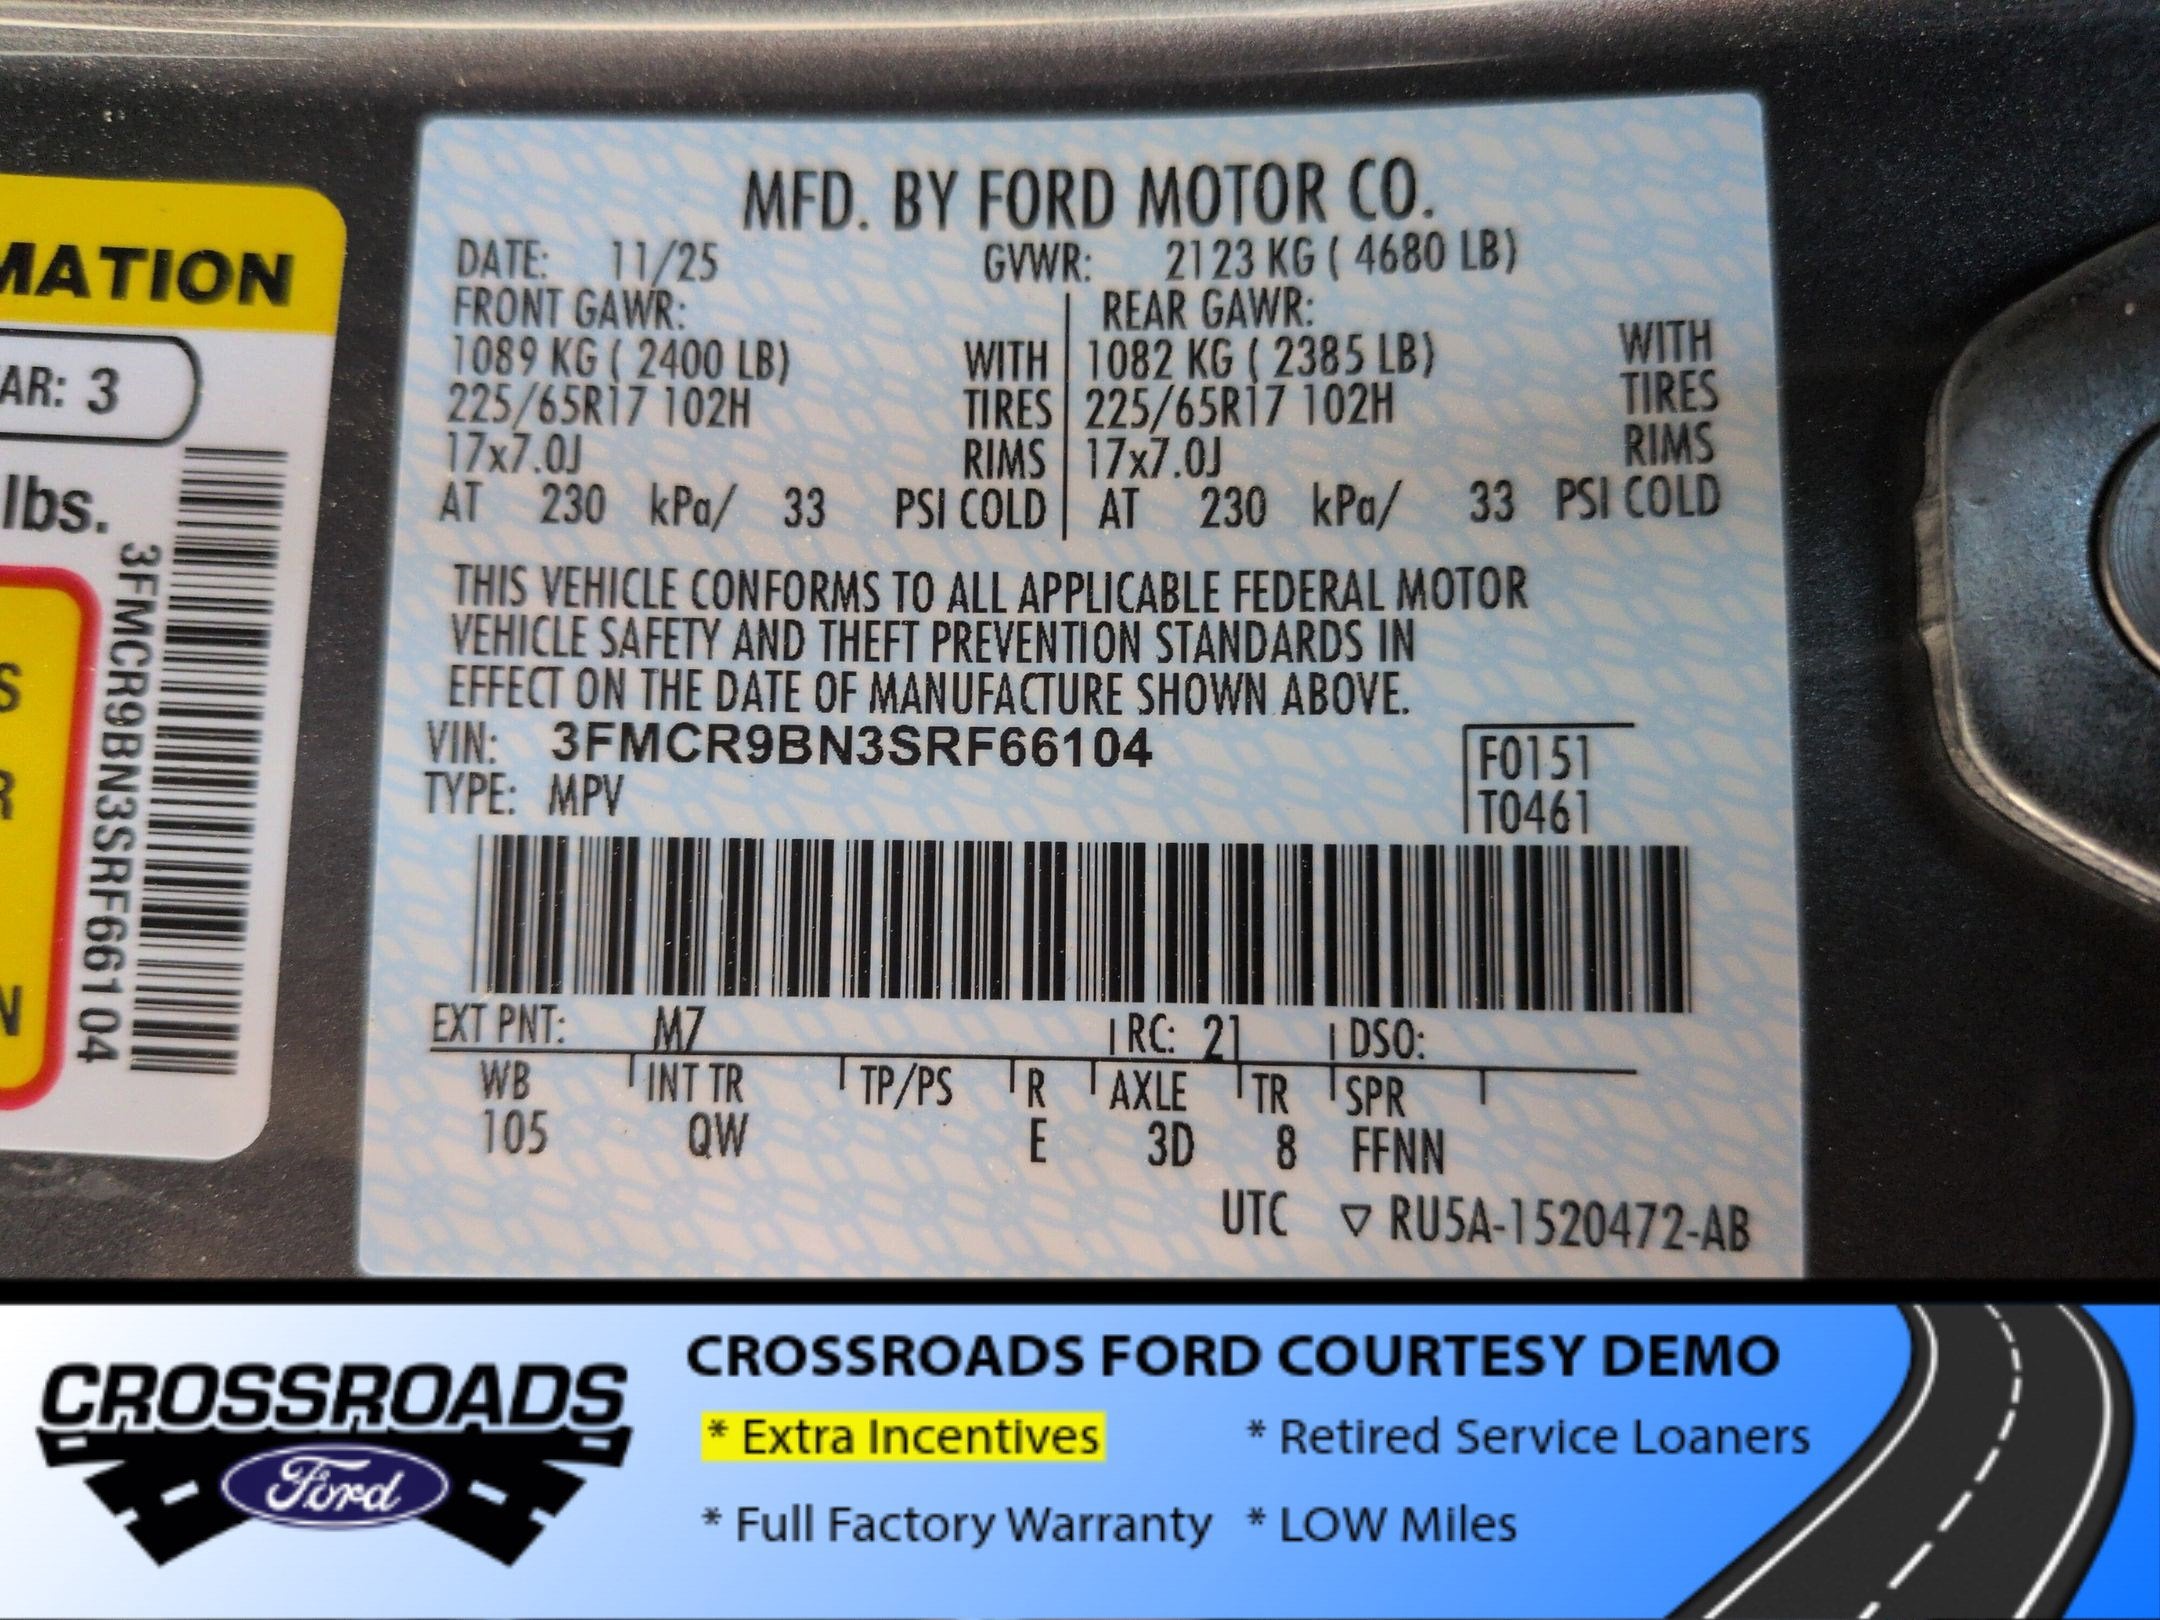 MATION
AR: 3
lbs.
S
R
N
3FMCR9BN3SRF66104
MFD. BY FORD MOTOR CO.
DATE: 11/25 GVWR: 2123 KG ( 4680 LB)
FRONT GAWR: REAR GAWR:
1089 KG ( 2400 LB) WITH 1082 KG ( 2385 LB) WITH
225/65R17 102H TIRES 225/65R17 102H TIRES
17x7.0J RIMS 17x7.0J RIMS
AT 230 kPa/ 33 PSI COLD AT 230 kPa/ 33 PSI COLD
THIS VEHICLE CONFORMS TO ALL APPLICABLE FEDERAL MOTOR
VEHICLE SAFETY AND THEFT PREVENTION STANDARDS IN
EFFECT ON THE DATE OF MANUFACTURE SHOWN ABOVE.
VIN: 3FMCR9BN3SRF66104 F0151
TYPE: MPV T0461
EXT PNT: M7 RC: 21 DSO:
WB INT TR TP/PS R AXLE TR SPR
105 QW E 3D 8 FFNN
UTC ▽ RU5A-1520472-AB
CROSSROADS
Ford
CROSSROADS FORD COURTESY DEMO
* Extra Incentives * Retired Service Loaners
* Full Factory Warranty * LOW Miles